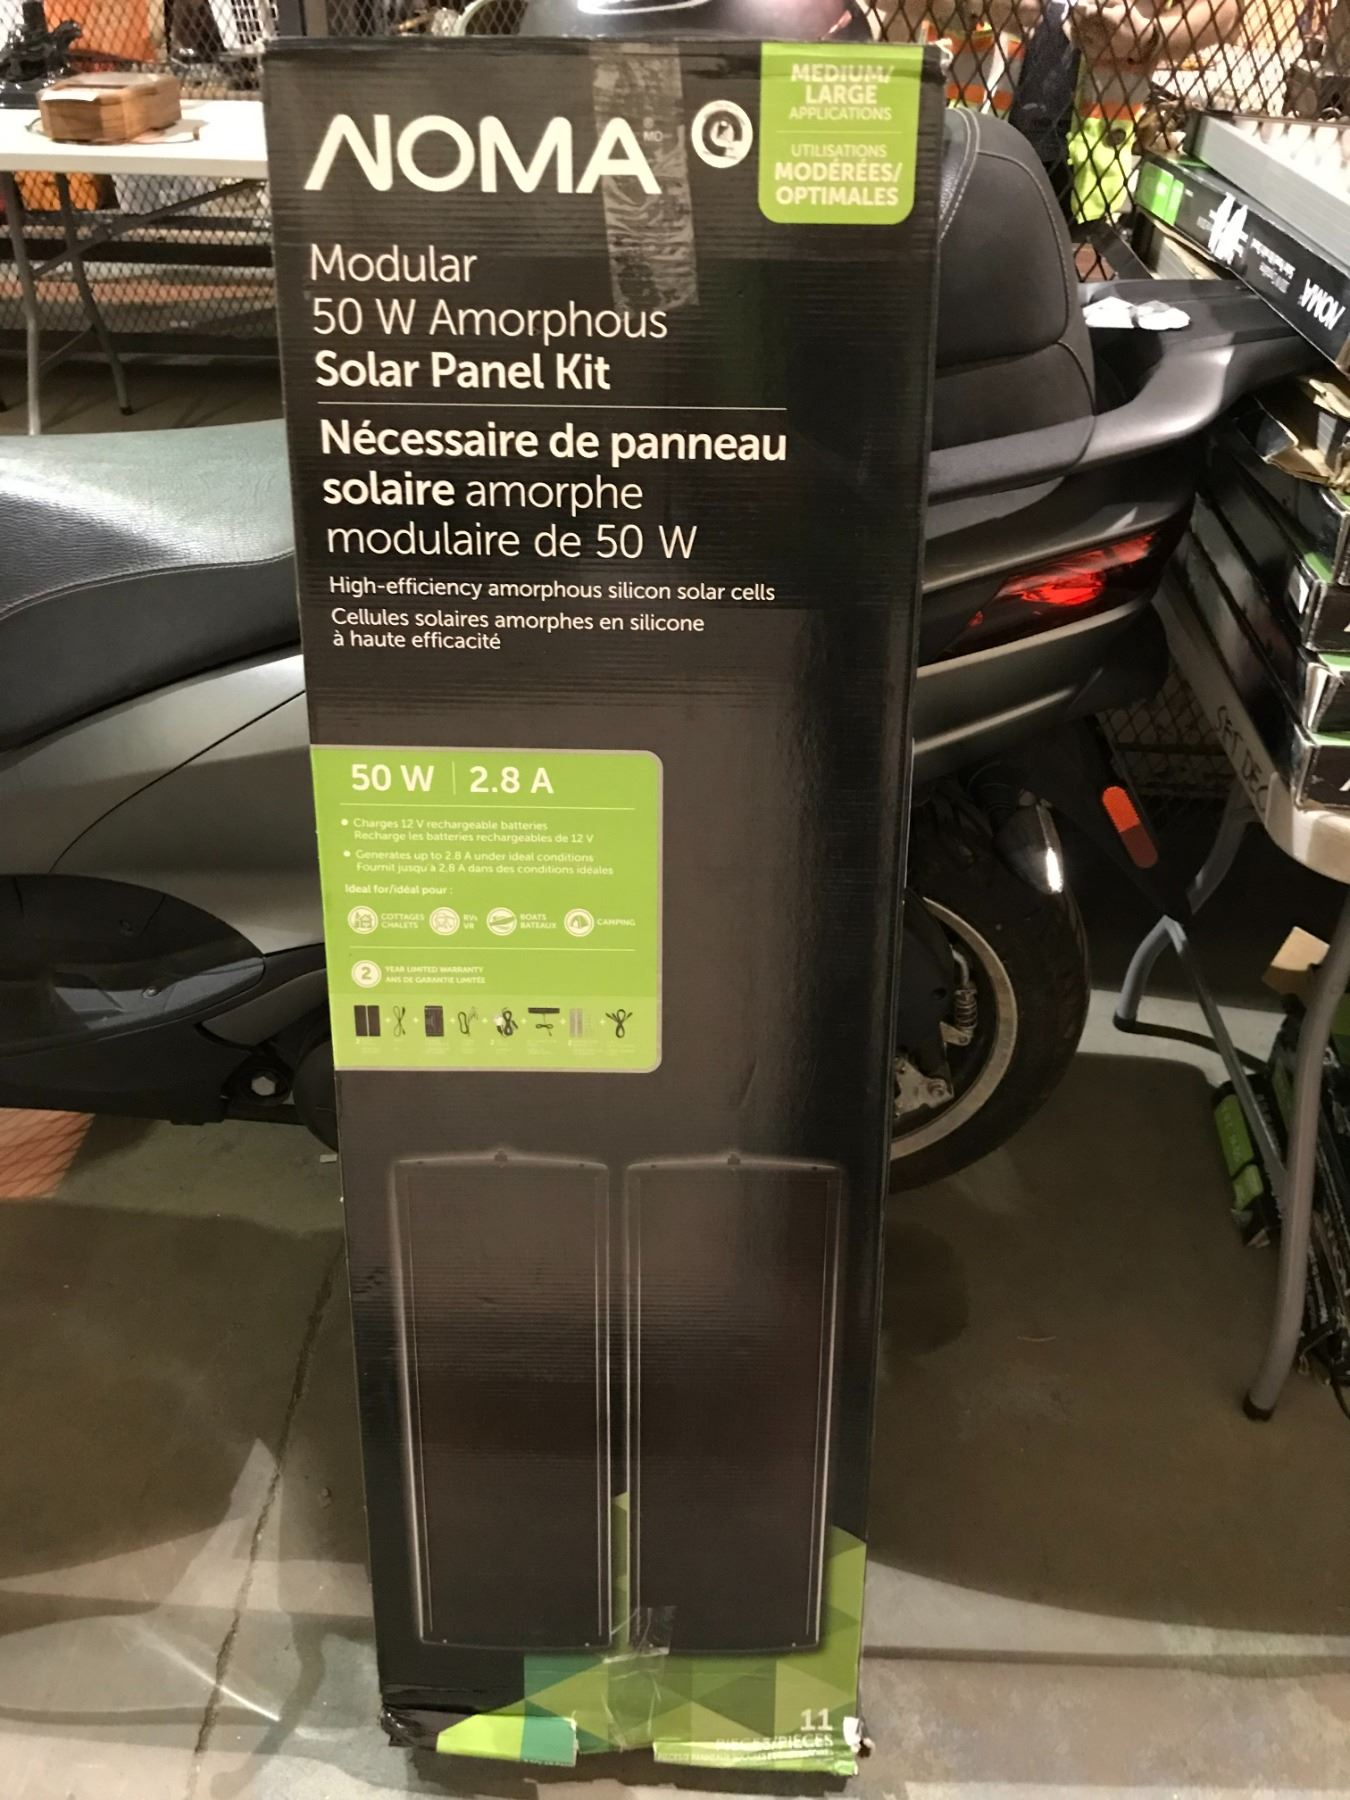 NOMA
MD
MEDIUM/
LARGE
APPLICATIONS
UTILISATIONS
MODÉRÉES/
OPTIMALES
Modular
50 W Amorphous
Solar Panel Kit
Nécessaire de panneau
solaire amorphe
modulaire de 50 W
High-efficiency amorphous silicon solar cells
Cellules solaires amorphes en silicone
à haute efficacité
50 W | 2.8 A
• Charges 12 V rechargeable batteries
Recharge les batteries rechargeables de 12 V
• Generates up to 2.8 A under ideal conditions
Fournit jusqu'à 2,8 A dans des conditions idéales
Ideal for/idéal pour :
COTTAGES
CHALETS
RVs
VR
BOATS
BATEAUX
CAMPING
2
YEAR LIMITED WARRANTY
ANS DE GARANTIE LIMITÉE
11
PIECES/PIÈCES
NOMA